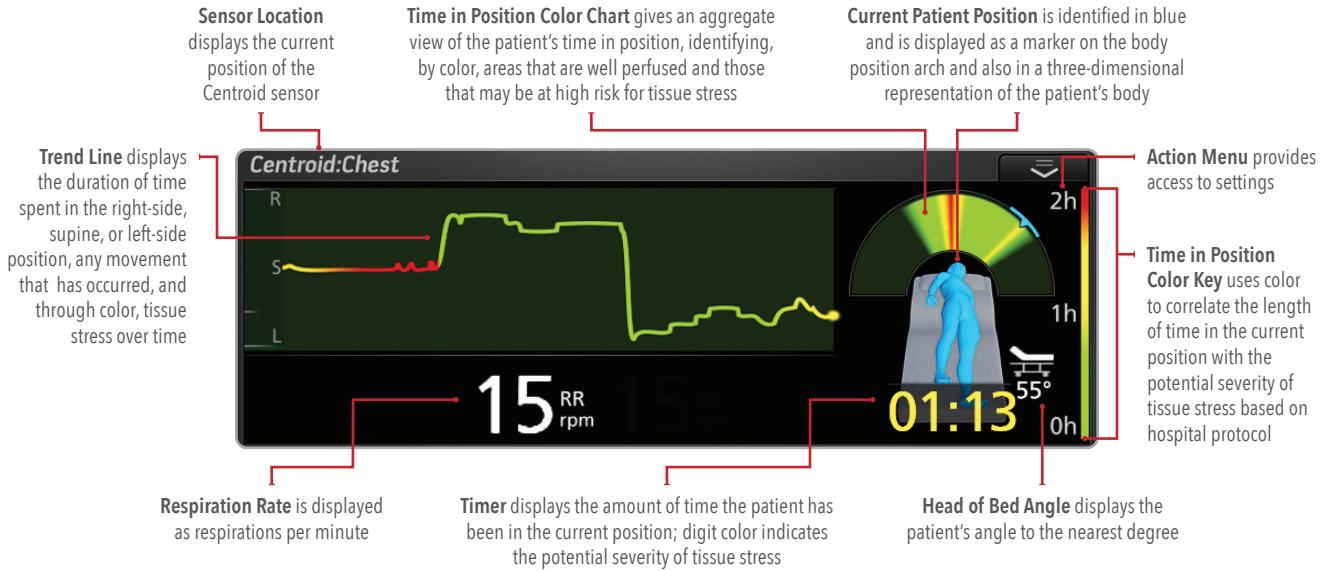 Sensor Location
displays the current
position of the
Centroid sensor
Time in Position Color Chart gives an aggregate
view of the patient’s time in position, identifying,
by color, areas that are well perfused and those
that may be at high risk for tissue stress
Current Patient Position is identified in blue
and is displayed as a marker on the body
position arch and also in a three-dimensional
representation of the patient’s body
Trend Line displays
the duration of time
spent in the right-side,
supine, or left-side
position, any movement
that has occurred, and
through color, tissue
stress over time
Centroid:Chest
R
S
L
15 RR
rpm
2h
1h
0h
55°
01:13
Action Menu provides
access to settings
Time in Position
Color Key uses color
to correlate the length
of time in the current
position with the
potential severity of
tissue stress based on
hospital protocol
Respiration Rate is displayed
as respirations per minute
Timer displays the amount of time the patient has
been in the current position; digit color indicates
the potential severity of tissue stress
Head of Bed Angle displays the
patient’s angle to the nearest degree